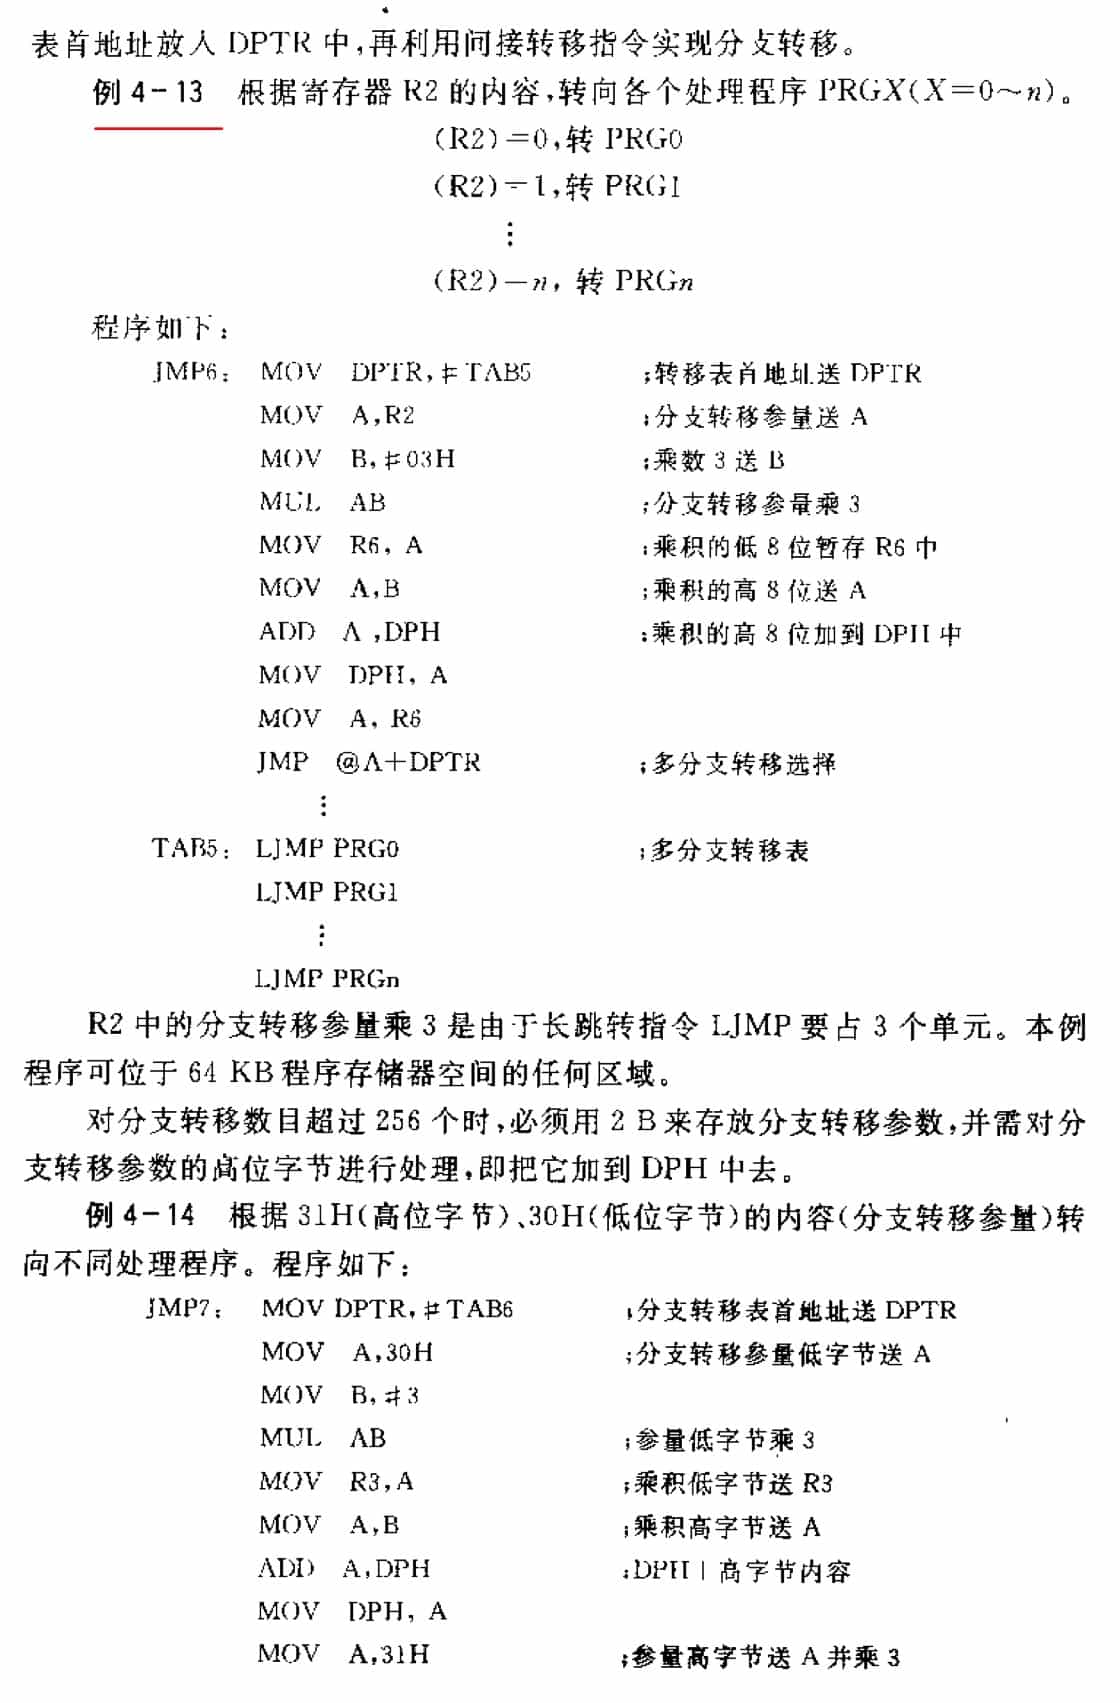 表首地址放入 DPTR 中,再利用间接转移指令实现分支转移。
例 4-13 根据寄存器 R2 的内容,转向各个处理程序 PRGX(X=0～n)。
(R2)=0,转 PRG0
(R2)=1,转 PRG1
⋮
(R2)=n, 转 PRGn
程序如下:
JMP6: MOV DPTR,#TAB5 ;转移表首地址送 DPTR
MOV A,R2 ;分支转移参量送 A
MOV B,#03H ;乘数 3 送 B
MUL AB ;分支转移参量乘 3
MOV R6, A ;乘积的低 8 位暂存 R6 中
MOV A,B ;乘积的高 8 位送 A
ADD A ,DPH ;乘积的高 8 位加到 DPH 中
MOV DPH, A
MOV A, R6
JMP @A+DPTR ;多分支转移选择
⋮
TAB5: LJMP PRG0 ;多分支转移表
LJMP PRG1
⋮
LJMP PRGn
R2 中的分支转移参量乘 3 是由于长跳转指令 LJMP 要占 3 个单元。本例
程序可位于 64 KB 程序存储器空间的任何区域。
对分支转移数目超过 256 个时,必须用 2 B 来存放分支转移参数,并需对分
支转移参数的高位字节进行处理,即把它加到 DPH 中去。
例 4-14 根据 31H(高位字节)、30H(低位字节)的内容(分支转移参量)转
向不同处理程序。程序如下:
JMP7: MOV DPTR,#TAB6 ;分支转移表首地址送 DPTR
MOV A,30H ;分支转移参量低字节送 A
MOV B,#3
MUL AB ;参量低字节乘 3
MOV R3,A ;乘积低字节送 R3
MOV A,B ;乘积高字节送 A
ADD A,DPH ;DPH+高字节内容
MOV DPH, A
MOV A,31H ;参量高字节送 A 并乘 3